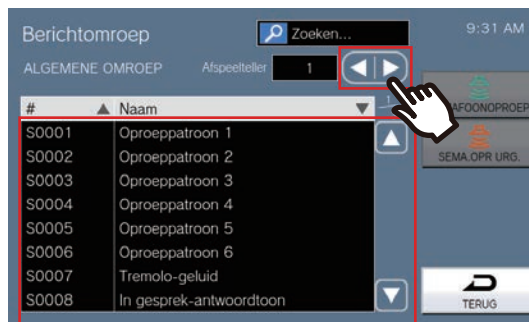 Berichtomroep
Zoeken...
9:31 AM
ALGEMENE OMROEP
Afspeelteller
1
AFOONOPROEP
SEMA.OPR URG.
# Naam
S0001 Oproeppatroon 1
S0002 Oproeppatroon 2
S0003 Oproeppatroon 3
S0004 Oproeppatroon 4
S0005 Oproeppatroon 5
S0006 Oproeppatroon 6
S0007 Tremolo-geluid
S0008 In gesprek-antwoordtoon
TERUG